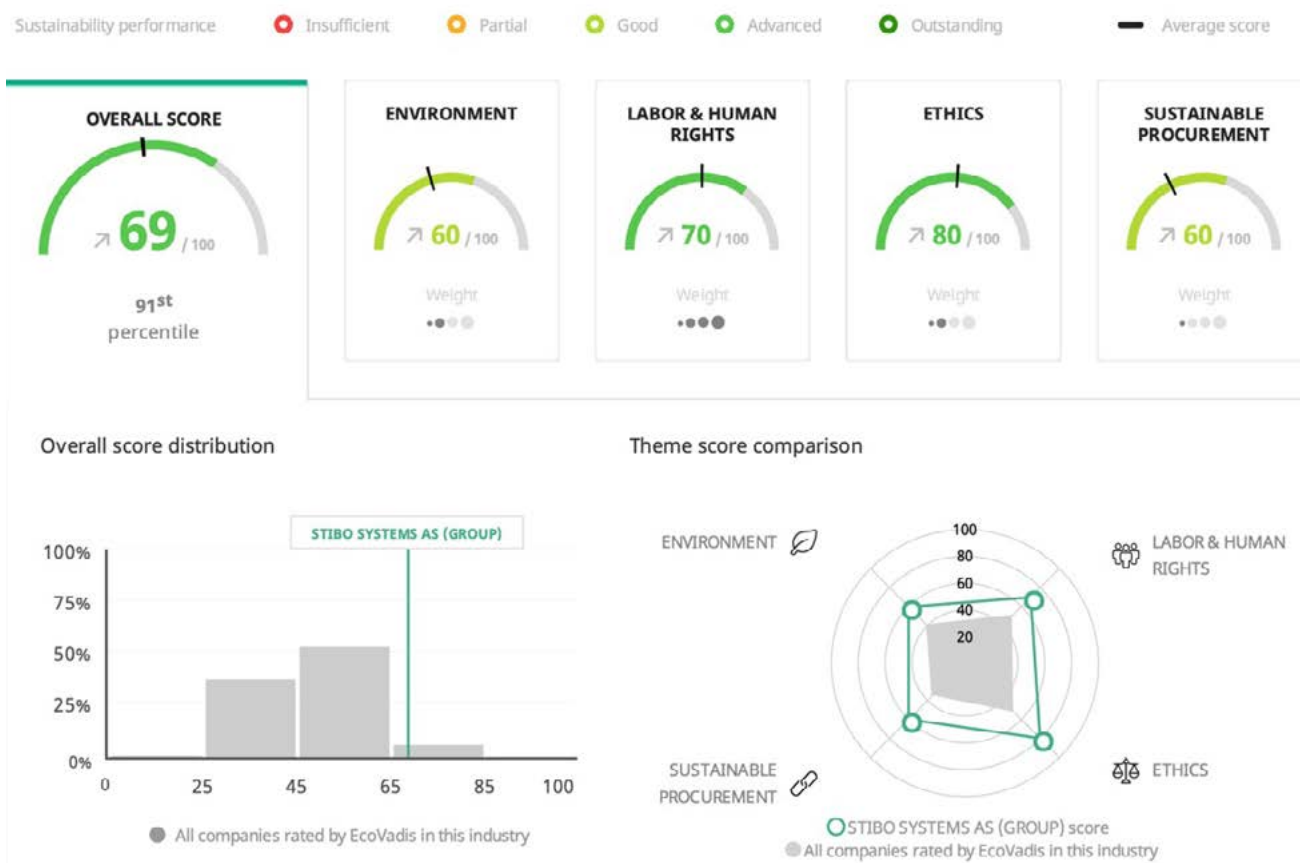 Sustainability performance Insufficient Partial Good Advanced Outstanding Average score
OVERALL SCORE
69 / 100
91st
percentile
ENVIRONMENT
60 / 100
Weight
LABOR & HUMAN
RIGHTS
70 / 100
Weight
ETHICS
80 / 100
Weight
SUSTAINABLE
PROCUREMENT
60 / 100
Weight
Overall score distribution
STIBO SYSTEMS AS (GROUP)
100%
75%
50%
25%
0%
0 25 45 65 85 100
All companies rated by EcoVadis in this industry
Theme score comparison
ENVIRONMENT
LABOR & HUMAN
RIGHTS
100
80
60
40
20
SUSTAINABLE
PROCUREMENT
ETHICS
STIBO SYSTEMS AS (GROUP) score
All companies rated by EcoVadis in this industry